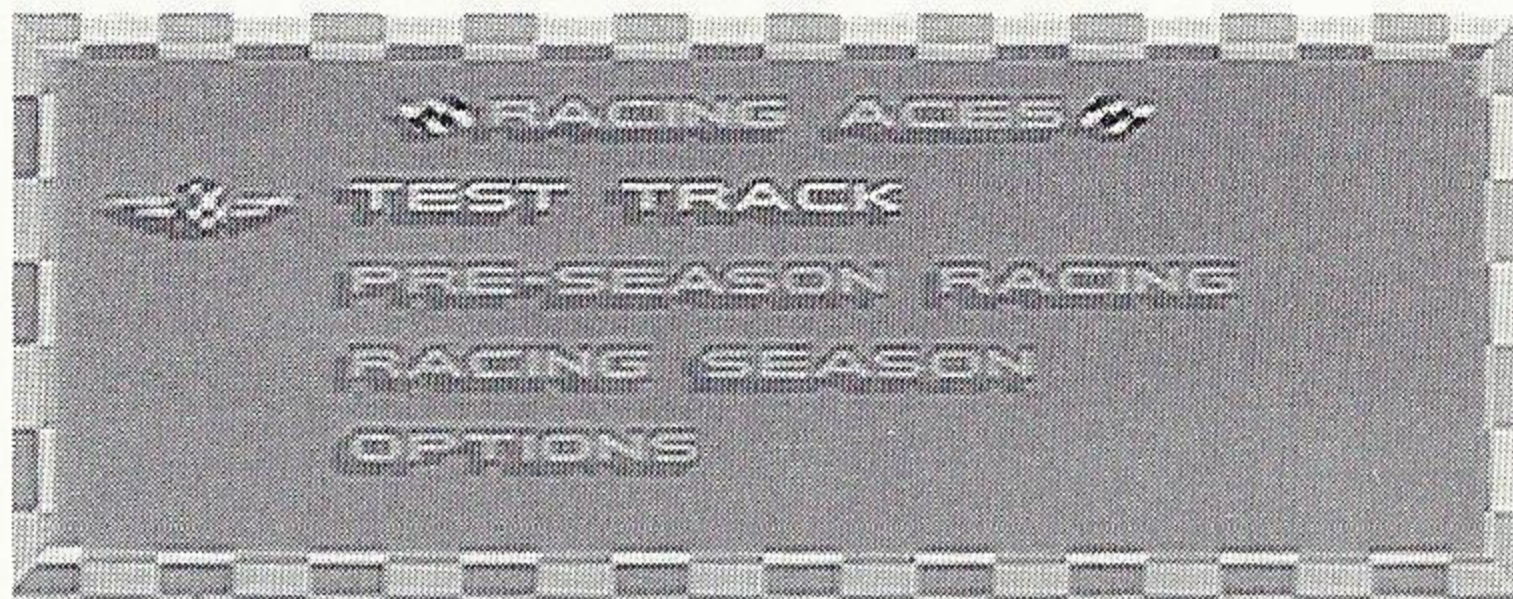 RACING ACES
TEST TRACK
PRE-SEASON RACING
RACING SEASON
OPTIONS